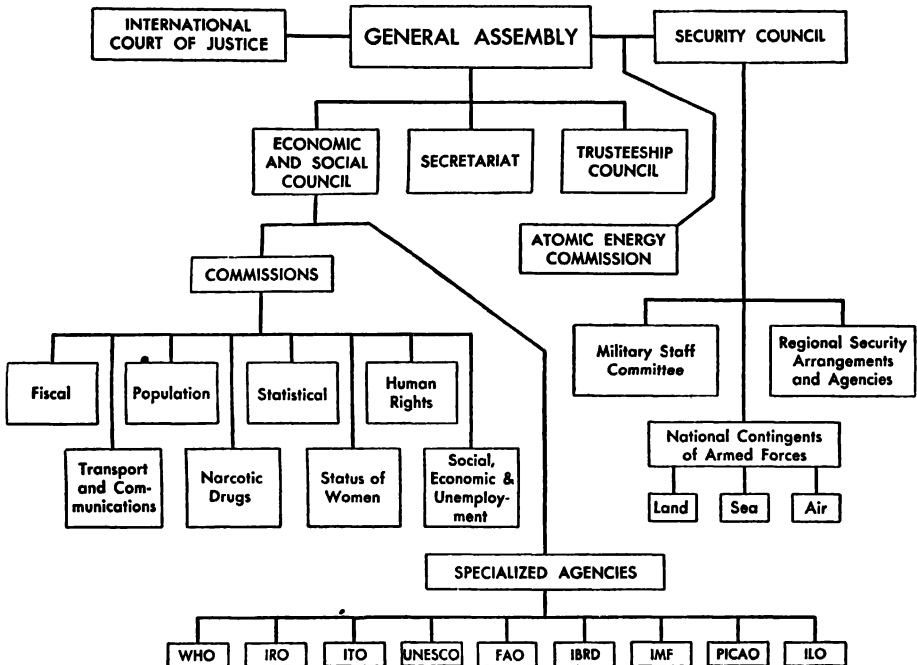 INTERNATIONAL
COURT OF JUSTICE
GENERAL ASSEMBLY
SECURITY COUNCIL
ECONOMIC
AND SOCIAL
COUNCIL
SECRETARIAT
TRUSTEESHIP
COUNCIL
ATOMIC ENERGY
COMMISSION
COMMISSIONS
Military Staff
Committee
Regional Security
Arrangements
and Agencies
Fiscal
Population
Statistical
Human
Rights
National Contingents
of Armed Forces
Transport
and Com-
munications
Narcotic
Drugs
Status of
Women
Social,
Economic &
Unemploy-
ment
Land
Sea
Air
SPECIALIZED AGENCIES
WHO
IRO
ITO
UNESCO
FAO
IBRD
IMF
PICAO
ILO